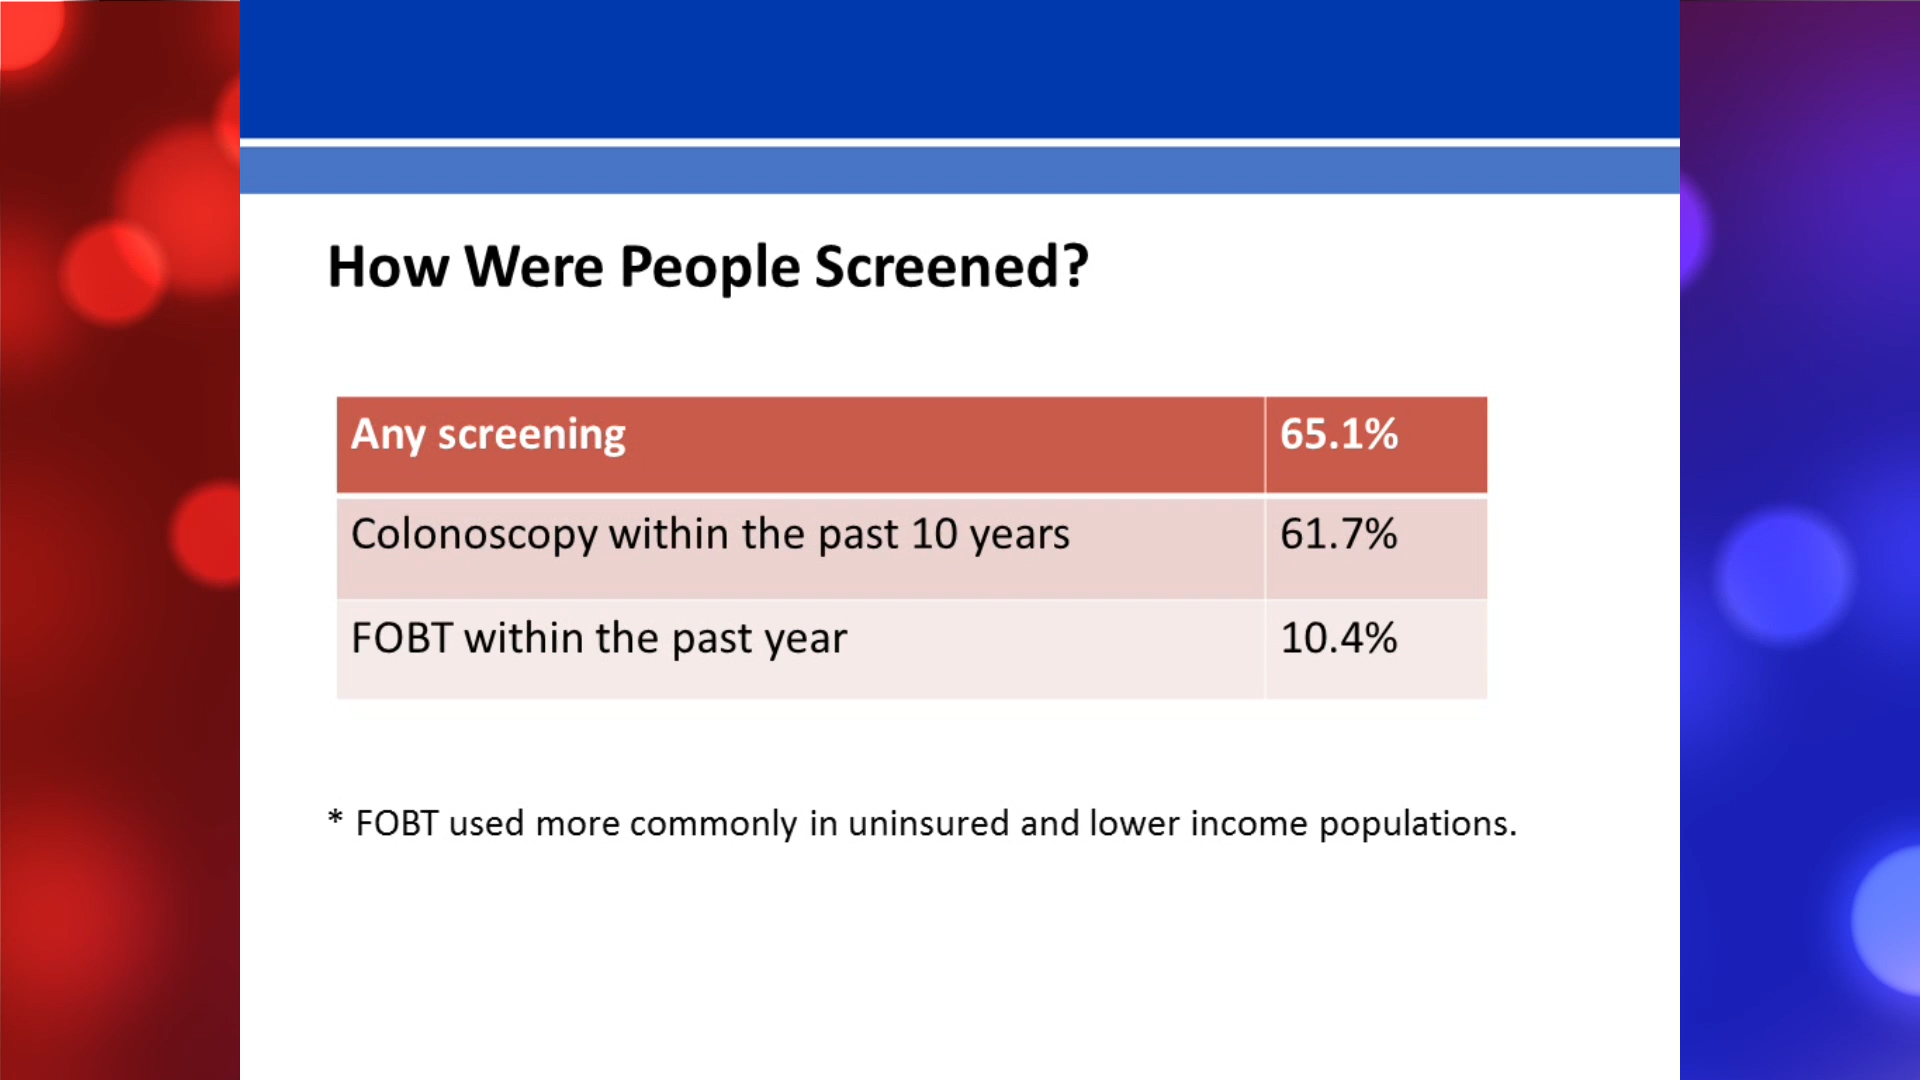 How Were People Screened?
Any screening 65.1%
Colonoscopy within the past 10 years 61.7%
FOBT within the past year 10.4%
* FOBT used more commonly in uninsured and lower income populations.